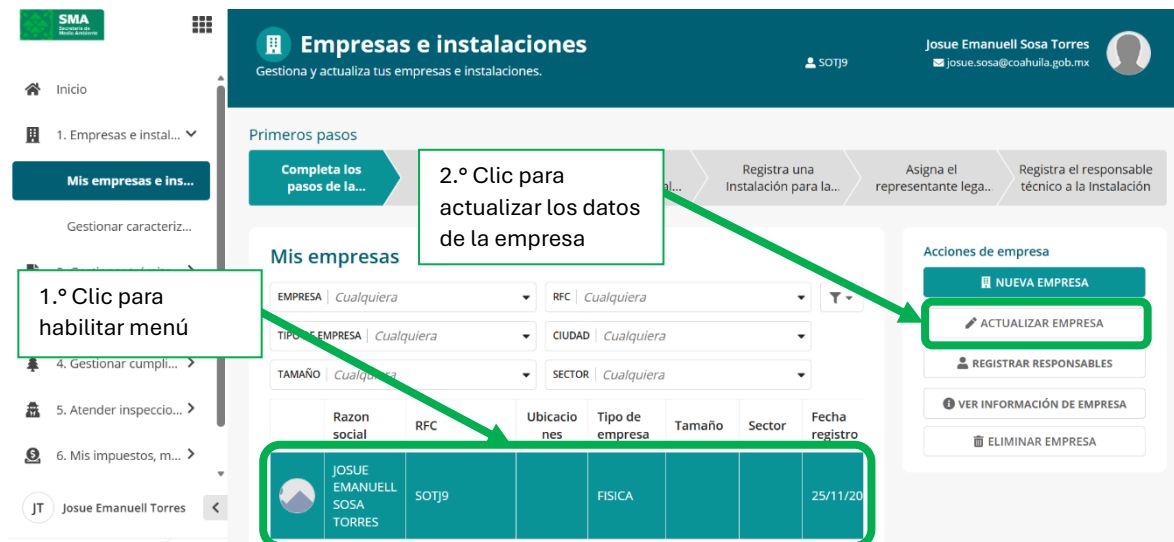 SMA
Secretaría de
Medio Ambiente
Inicio
1. Empresas e instal...
Mis empresas e ins...
Gestionar caracteriz...
4. Gestionar cumpli...
5. Atender inspeccio...
6. Mis impuestos, m...
JT Josue Emanuell Torres
Empresas e instalaciones
Gestiona y actualiza tus empresas e instalaciones.
SOTJ9
Josue Emanuell Sosa Torres
josue.sosa@coahuila.gob.mx
Primeros pasos
Completa los
pasos de la...
Registra una
Instalación para la...
Asigna el
representante lega...
Registra el responsable
técnico a la Instalación
1.° Clic para
habilitar menú
2.° Clic para
actualizar los datos
de la empresa
Mis empresas
EMPRESA Cualquiera
RFC Cualquiera
TIPO DE EMPRESA Cualquiera
CIUDAD Cualquiera
TAMAÑO Cualquiera
SECTOR Cualquiera
Razon
social
RFC
Ubicacio
nes
Tipo de
empresa
Tamaño
Sector
Fecha
registro
JOSUE
EMANUELL
SOSA
TORRES
SOTJ9
FISICA
25/11/20
Acciones de empresa
NUEVA EMPRESA
ACTUALIZAR EMPRESA
REGISTRAR RESPONSABLES
VER INFORMACIÓN DE EMPRESA
ELIMINAR EMPRESA